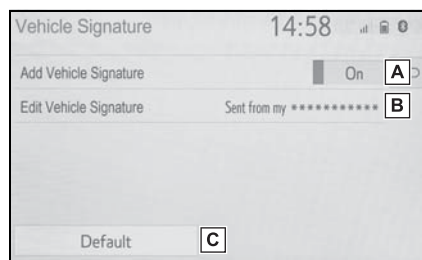 Vehicle Signature 14:58
Add Vehicle Signature On A
Edit Vehicle Signature Sent from my *********** B
Default C